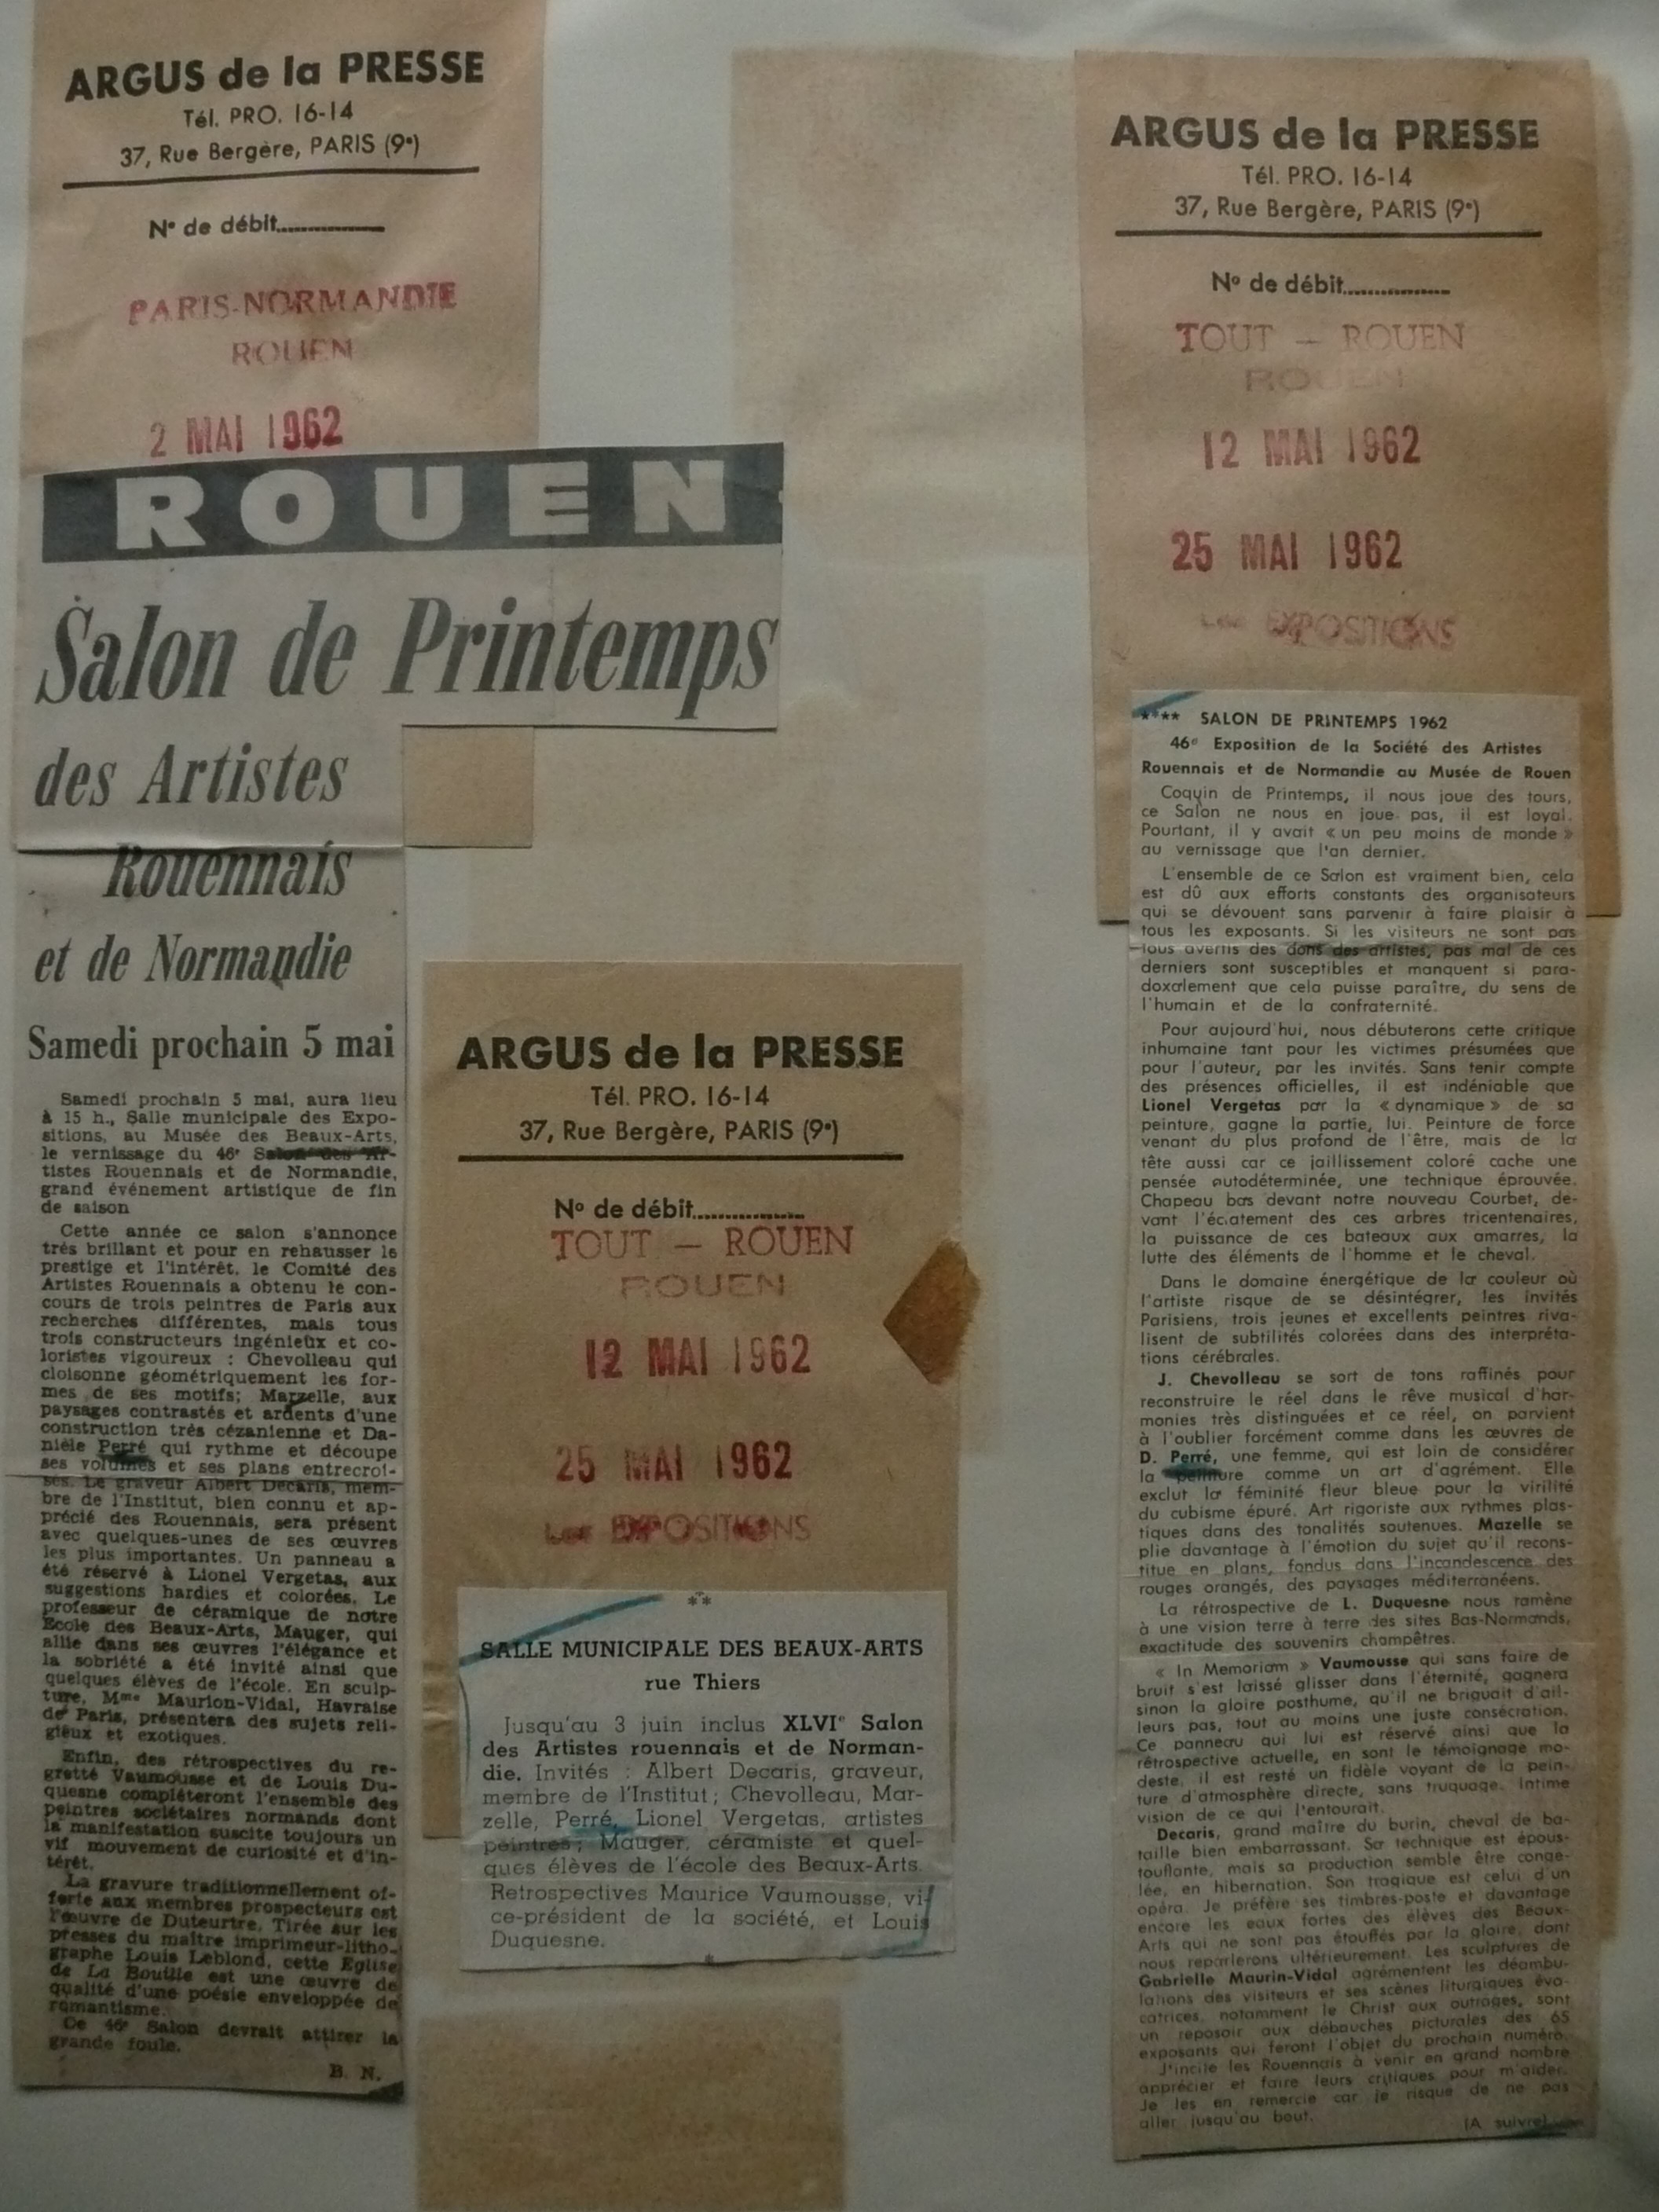 ARGUS de la PRESSE
Tél. PRO. 16-14
37, Rue Bergère, PARIS (9e)
N° de débit
PARIS-NORMANDIE
ROUEN
2 MAI 1962
ROUEN
Salon de Printemps
des Artistes
Rouennais
et de Normandie
Samedi prochain 5 mai
Samedi prochain 5 mai, aura lieu
à 15 h., Salle municipale des Expo-
sitions, au Musée des Beaux-Arts,
le vernissage du 46e Salon des Ar-
tistes Rouennais et de Normandie,
grand événement artistique de fin
de saison
Cette année ce salon s'annonce
très brillant et pour en rehausser le
prestige et l'intérêt, le Comité des
Artistes Rouennais a obtenu le con-
cours de trois peintres de Paris aux
recherches différentes, mais tous
trois constructeurs ingénieux et co-
loristes vigoureux : Chevolleau qui
cloisonne géométriquement les for-
mes de ses motifs; Marzelle, aux
paysages contrastés et ardents d'une
construction très cézanienne et Da-
nièle Perré qui rythme et découpe
ses volumes et ses plans entrecroi-
sés. Le graveur Albert Decaris, mem-
bre de l'Institut, bien connu et ap-
précié des Rouennais, sera présent
avec quelques-unes de ses œuvres
les plus importantes. Un panneau a
été réservé à Lionel Vergetas, aux
suggestions hardies et colorées. Le
professeur de céramique de notre
Ecole des Beaux-Arts, Mauger, qui
allie dans ses œuvres l'élégance et
la sobriété a été invité ainsi que
quelques élèves de l'école. En sculp-
ture, Mme Maurion-Vidal, Havraise
de Paris, présentera des sujets reli-
gieux et exotiques.
Enfin, des rétrospectives du re-
gretté Vaumousse et de Louis Du-
quesne compléteront l'ensemble des
peintres sociétaires normands dont
la manifestation suscite toujours un
vif mouvement de curiosité et d'in-
térêt.
La gravure traditionnellement of-
ferte aux membres prospecteurs est
l'œuvre de Duteurtre. Tirée sur les
presses du maître imprimeur-litho-
graphe Louis Leblond, cette Eglise
de La Bouille est une œuvre de
qualité d'une poésie enveloppée de
romantisme.
Ce 46e Salon devrait attirer la
grande foule.
B. N.
ARGUS de la PRESSE
Tél. PRO. 16-14
37, Rue Bergère, PARIS (9e)
N° de débit
TOUT - ROUEN
ROUEN
12 MAI 1962
25 MAI 1962
Les EXPOSITIONS
**
SALLE MUNICIPALE DES BEAUX-ARTS
rue Thiers
Jusqu'au 3 juin inclus XLVIe Salon
des Artistes rouennais et de Norman-
die. Invités : Albert Decaris, graveur,
membre de l'Institut ; Chevolleau, Mar-
zelle, Perré, Lionel Vergetas, artistes
peintres ; Mauger, céramiste et quel-
ques élèves de l'école des Beaux-Arts.
Retrospectives Maurice Vaumousse, vi-
ce-président de la société, et Louis
Duquesne.
*
ARGUS de la PRESSE
Tél. PRO. 16-14
37, Rue Bergère, PARIS (9e)
N° de débit
TOUT - ROUEN
ROUEN
12 MAI 1962
25 MAI 1962
Les EXPOSITIONS
**** SALON DE PRINTEMPS 1962
46e Exposition de la Société des Artistes
Rouennais et de Normandie au Musée de Rouen
Coquin de Printemps, il nous joue des tours,
ce Salon ne nous en joue pas, il est loyal.
Pourtant, il y avait « un peu moins de monde »
au vernissage que l'an dernier.
L'ensemble de ce Salon est vraiment bien, cela
est dû aux efforts constants des organisateurs
qui se dévouent sans parvenir à faire plaisir à
tous les exposants. Si les visiteurs ne sont pas
tous avertis des dons des artistes, pas mal de ces
derniers sont susceptibles et manquent si para-
doxalement que cela puisse paraître, du sens de
l'humain et de la confraternité.
Pour aujourd'hui, nous débuterons cette critique
inhumaine tant pour les victimes présumées que
pour l'auteur, par les invités. Sans tenir compte
des présences officielles, il est indéniable que
Lionel Vergetas par la « dynamique » de sa
peinture, gagne la partie, lui. Peinture de force
venant du plus profond de l'être, mais de la
tête aussi car ce jaillissement coloré cache une
pensée autodéterminée, une technique éprouvée.
Chapeau bas devant notre nouveau Courbet, de-
vant l'éclatement des ces arbres tricentenaires,
la puissance de ces bateaux aux amarres, la
lutte des éléments de l'homme et le cheval.
Dans le domaine énergétique de la couleur où
l'artiste risque de se désintégrer, les invités
Parisiens, trois jeunes et excellents peintres riva-
lisent de subtilités colorées dans des interpréta-
tions cérébrales.
J. Chevolleau se sort de tons raffinés pour
reconstruire le réel dans le rêve musical d'har-
monies très distinguées et ce réel, on parvient
à l'oublier forcément comme dans les œuvres de
D. Perré, une femme, qui est loin de considérer
la peinture comme un art d'agrément. Elle
exclut la féminité fleur bleue pour la virilité
du cubisme épuré. Art rigoriste aux rythmes plas-
tiques dans des tonalités soutenues. Mazelle se
plie davantage à l'émotion du sujet qu'il recons-
titue en plans, fondus dans l'incandescence des
rouges orangés, des paysages méditerranéens.
La rétrospective de L. Duquesne nous ramène
à une vision terre à terre des sites Bas-Normands,
exactitude des souvenirs champêtres.
« In Memoriam » Vaumousse qui sans faire de
bruit s'est laissé glisser dans l'éternité, gagnera
sinon la gloire posthume, qu'il ne briguait d'ail-
leurs pas, tout au moins une juste consécration.
Ce panneau qui lui est réservé ainsi que la
rétrospective actuelle, en sont le témoignage mo-
deste, il est resté un fidèle voyant de la pein-
ture d'atmosphère directe, sans truquage. Intime
vision de ce qui l'entourait.
Decaris, grand maître du burin, cheval de ba-
taille bien embarrassant. Sa technique est épous-
touflante, mais sa production semble être conge-
lée, en hibernation. Son tragique est celui d'un
opéra. Je préfère ses timbres-poste et davantage
encore les eaux fortes des élèves des Beaux-
Arts qui ne sont pas étouffés par la gloire, dont
nous reparlerons ultérieurement. Les sculptures de
Gabrielle Maurin-Vidal agrémentent les déambu-
lations des visiteurs et ses scènes liturgiques évo-
catrices, notamment le Christ aux outrages, sont
un reposoir aux débauches picturales des 65
exposants qui feront l'objet du prochain numéro.
J'incite les Rouennais à venir en grand nombre
apprécier et faire leurs critiques pour m'aider.
Je les en remercie car je risque de ne pas
aller jusqu'au bout.
(A suivre)